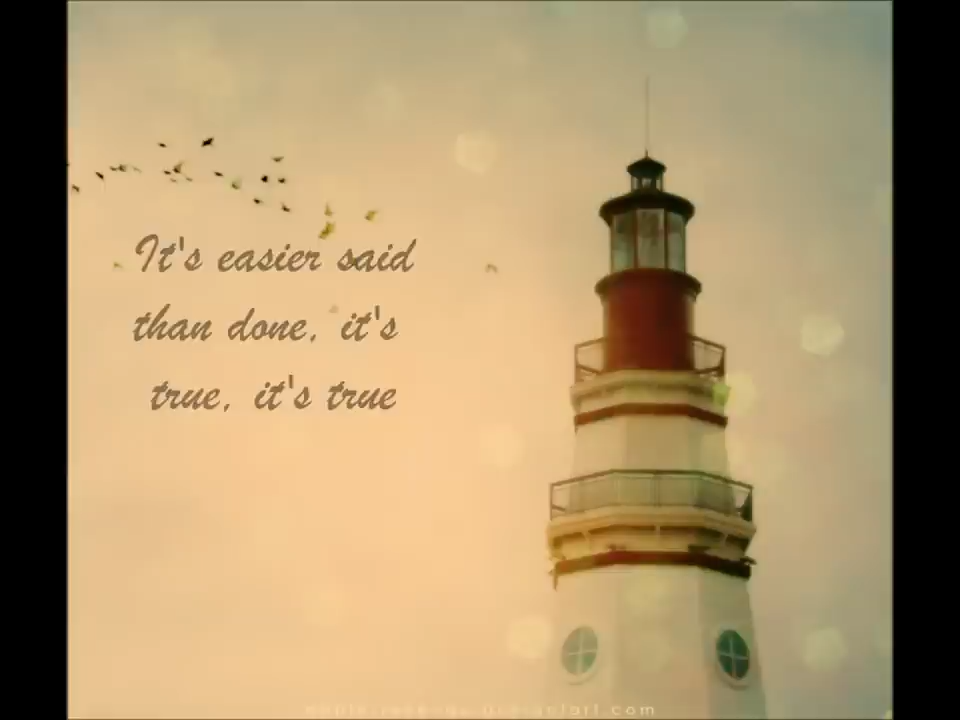 It's easier said
than done, it's
true, it's true